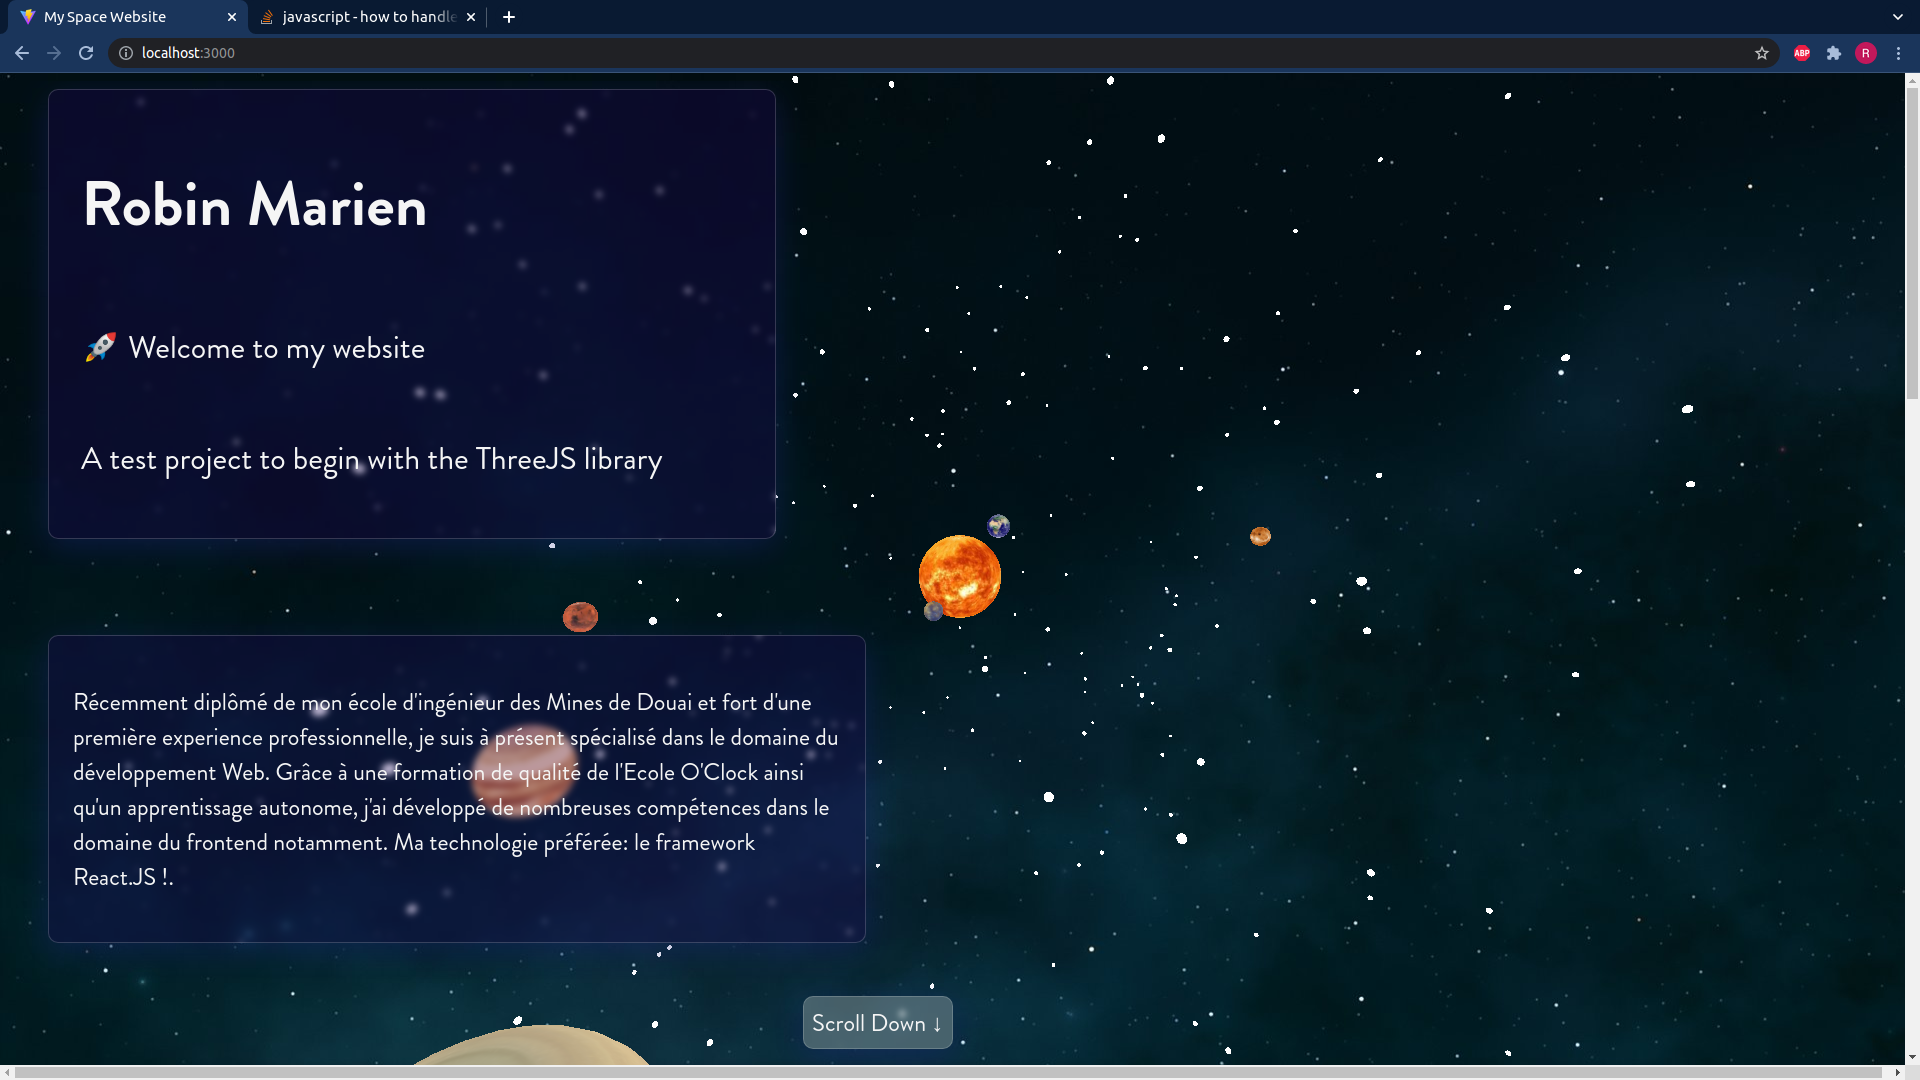 My Space Website
javascript - how to handle
localhost:3000
ABP
R
Robin Marien
🚀 Welcome to my website
A test project to begin with the ThreeJS library
Récemment diplômé de mon école d'ingénieur des Mines de Douai et fort d'une
première experience professionnelle, je suis à présent spécialisé dans le domaine du
développement Web. Grâce à une formation de qualité de l'Ecole O'Clock ainsi
qu'un apprentissage autonome, j'ai développé de nombreuses compétences dans le
domaine du frontend notamment. Ma technologie préférée: le framework
React.JS !.
Scroll Down ↓